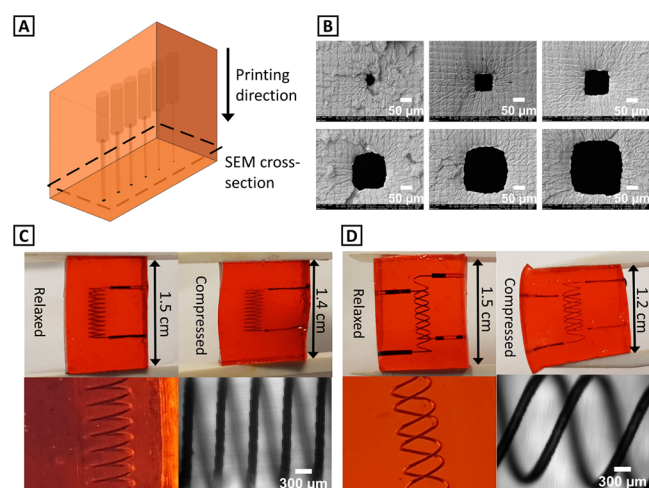 A
Printing
direction
SEM cross-
section
B
50 µm
50 µm
50 µm
50 µm
50 µm
50 µm
C
Relaxed
1.5 cm
Compressed
1.4 cm
300 µm
D
Relaxed
1.5 cm
Compressed
1.2 cm
300 µm